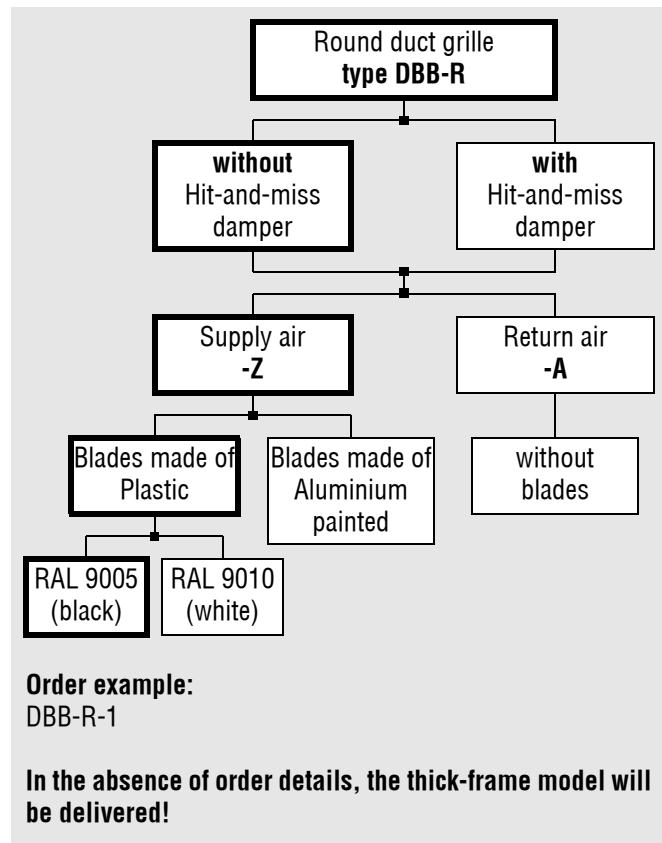 Round duct grille
type DBB-R
without
Hit-and-miss
damper
with
Hit-and-miss
damper
Supply air
-Z
Return air
-A
Blades made of
Plastic
Blades made of
Aluminium
painted
without
blades
RAL 9005
(black)
RAL 9010
(white)
Order example:
DBB-R-1
In the absence of order details, the thick-frame model will
be delivered!